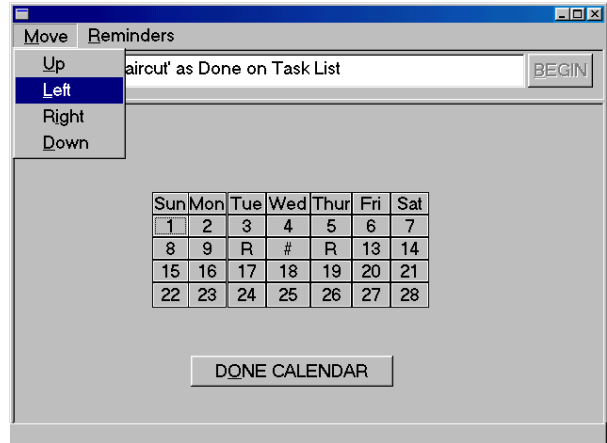 Move Reminders
Up
aircut' as Done on Task List BEGIN
Left
Right
Down
Sun Mon Tue Wed Thur Fri Sat
1 2 3 4 5 6 7
8 9 R # R 13 14
15 16 17 18 19 20 21
22 23 24 25 26 27 28
DONE CALENDAR